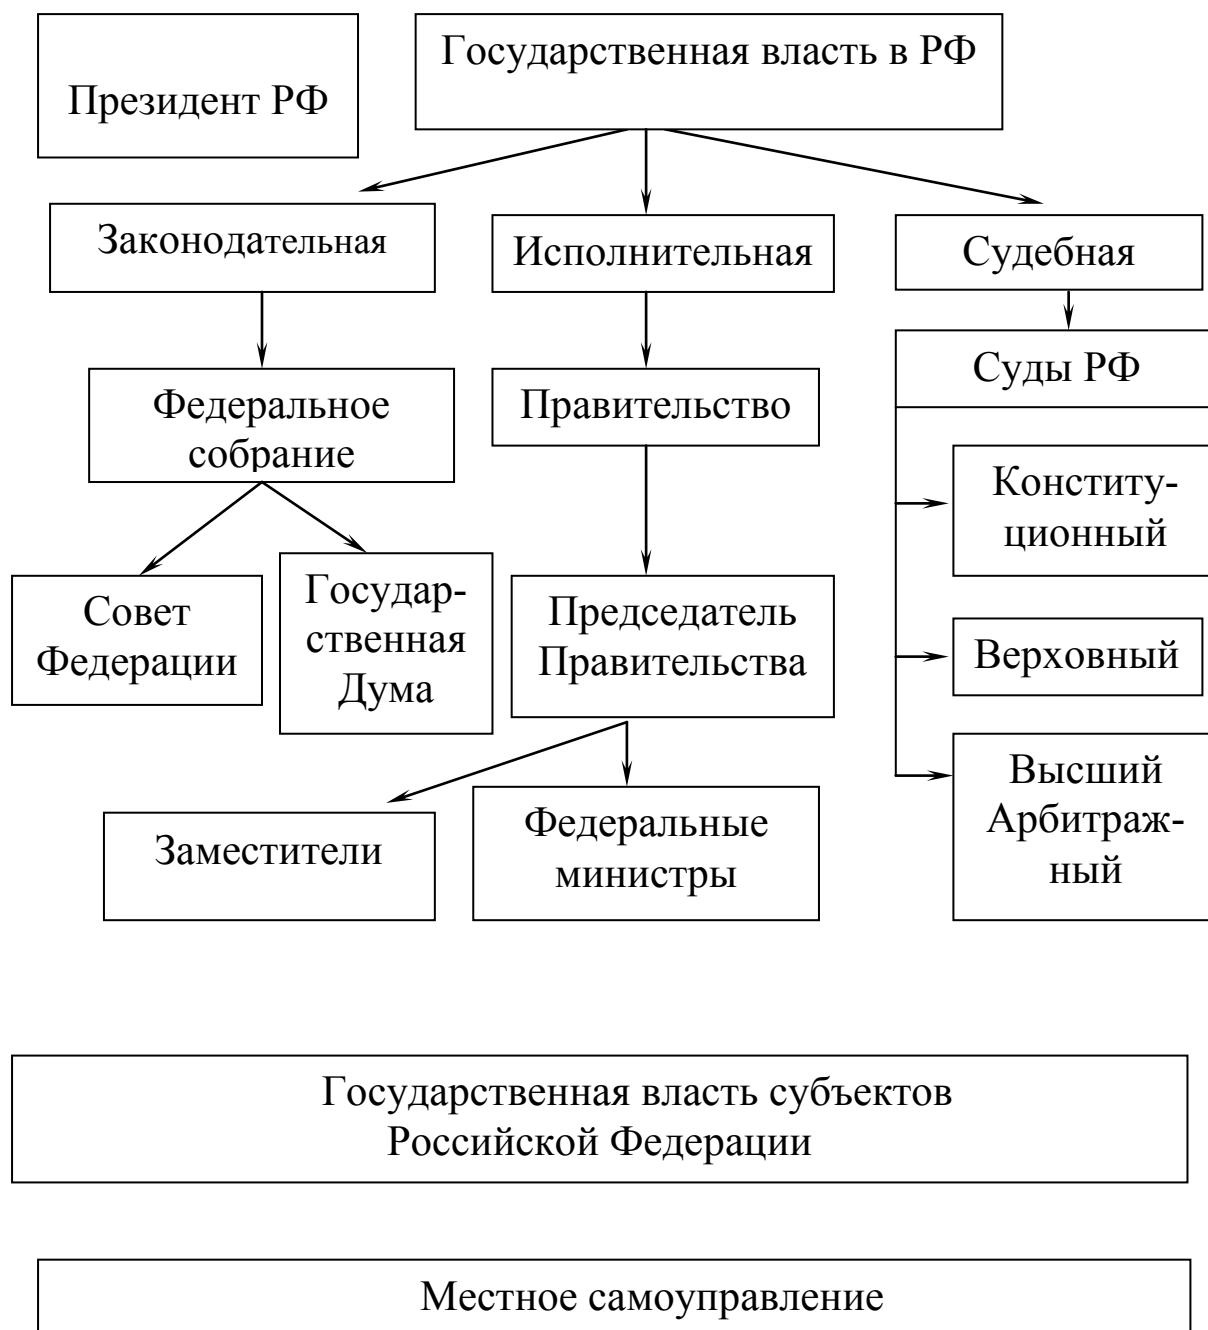 Президент РФ
Государственная власть в РФ
Законодательная
Исполнительная
Судебная
Федеральное
собрание
Правительство
Суды РФ
Конститу-
ционный
Совет
Федерации
Государ-
ственная
Дума
Председатель
Правительства
Верховный
Заместители
Федеральные
министры
Высший
Арбитраж-
ный
Государственная власть субъектов
Российской Федерации
Местное самоуправление